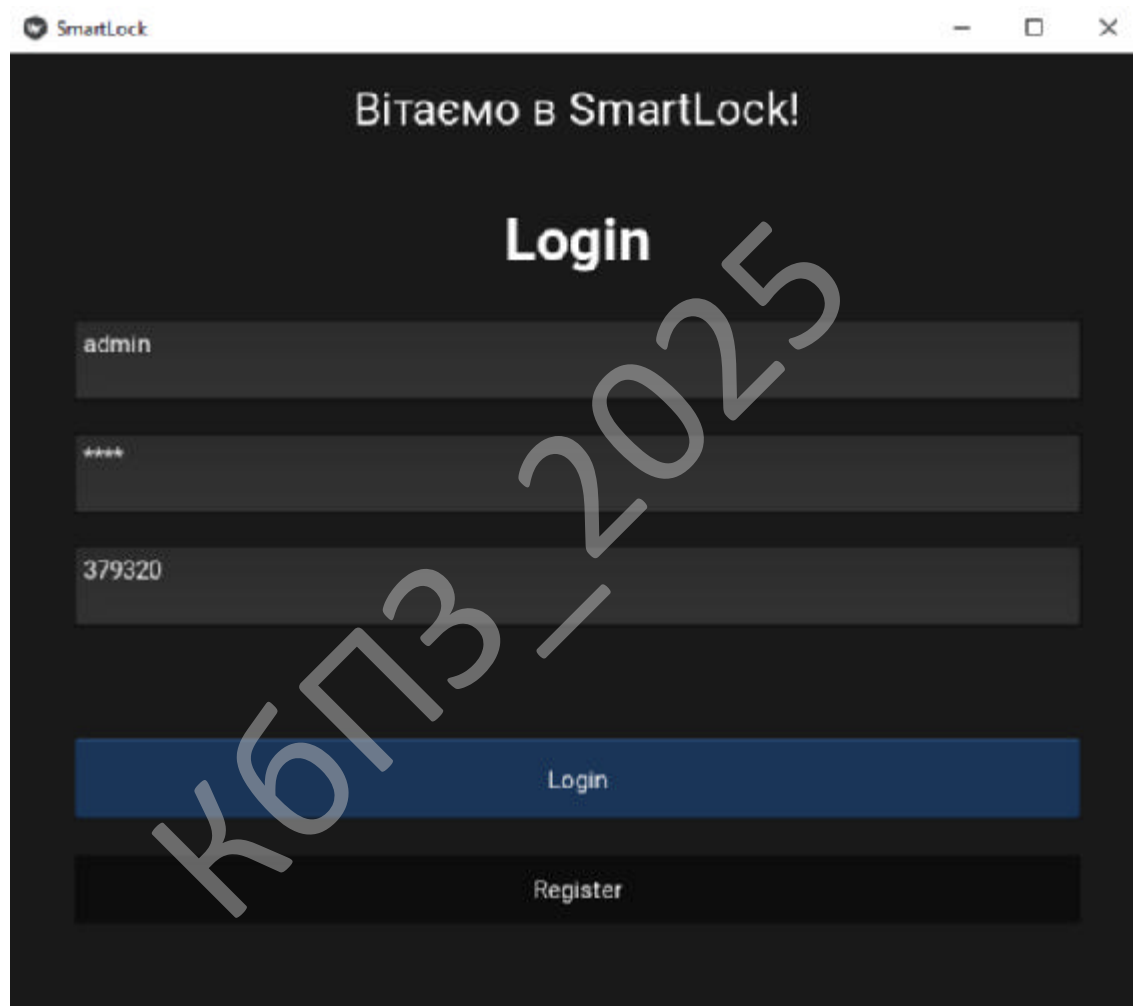 SmartLock
Вітаємо в SmartLock!
Login
admin
****
379320
Login
Register
КбПЗ_2025